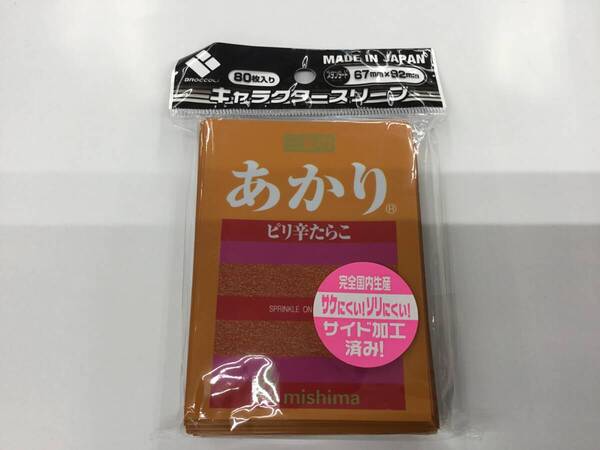 BROCCOLI
MADE IN JAPAN
80枚入り
スタンダード
67mm×92mm
キャラクタースリーブ
あかり®
ピリ辛たらこ
SPRINKLE ON
mishima
完全国内生産
サケにくい!ソリにくい!
サイド加工
済み!